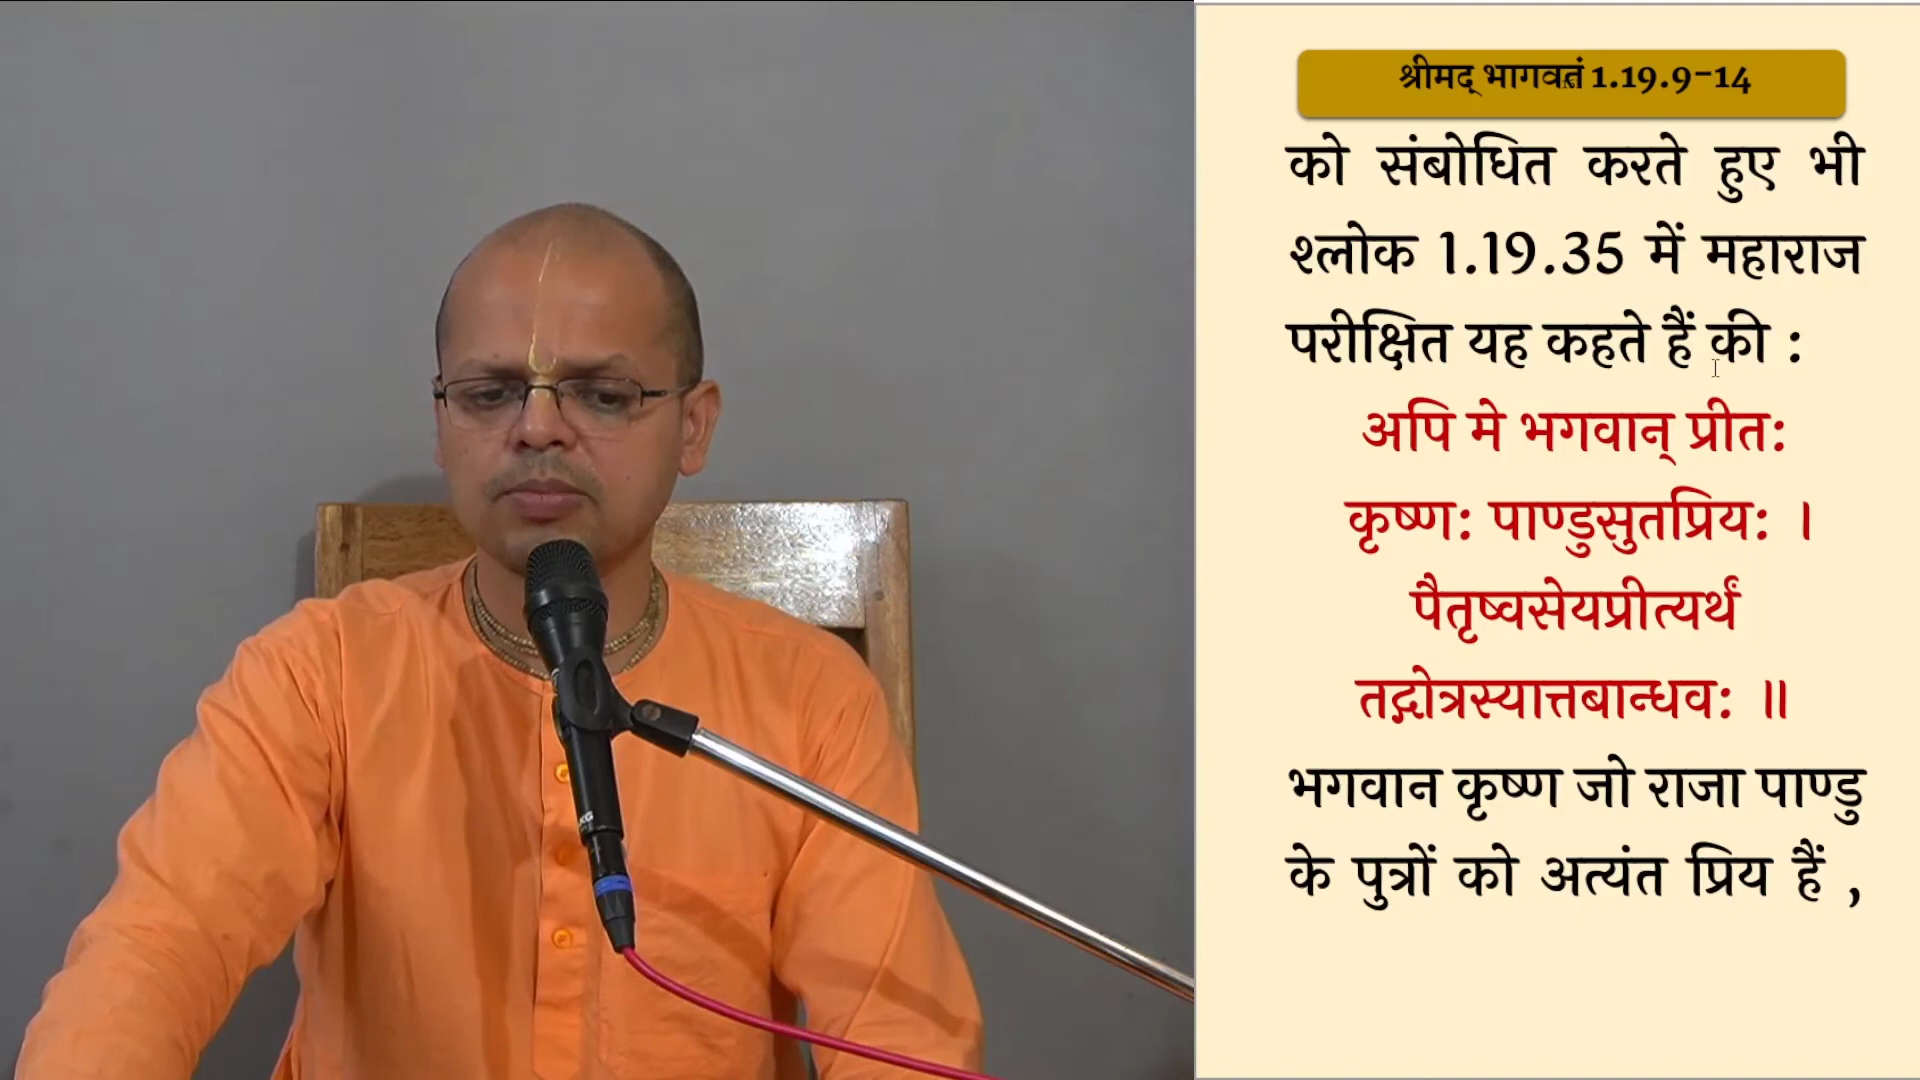 श्रीमद् भागवतं 1.19.9-14
को संबोधित करते हुए भी
श्लोक 1.19.35 में महाराज
परीक्षित यह कहते हैं की :
अपि मे भगवान् प्रीत:
कृष्ण: पाण्डुसुतप्रिय: ।
पैतृष्वसेयप्रीत्यर्थं
तद्गोत्रस्यात्तबान्धव: ॥
भगवान कृष्ण जो राजा पाण्डु
के पुत्रों को अत्यंत प्रिय हैं ,